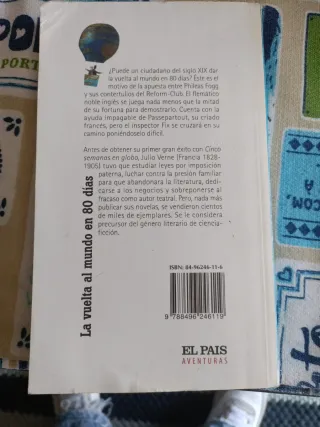 ¿Puede un ciudadano del siglo XIX dar
la vuelta al mundo en 80 días? Este es el
motivo de la apuesta entre Phileas Fogg
y sus contertulios del Reform-Club. El flemático
noble inglés se juega nada menos que la mitad
de su fortuna para demostrarlo. Cuenta con la
ayuda impagable de Passepartout, su criado
francés, pero el inspector Fix se cruzará en su
camino poniéndoselo difícil.
Antes de obtener su primer gran éxito con Cinco
semanas en globo, Julio Verne (Francia 1828-
1905) tuvo que estudiar leyes por imposición
paterna, luchar contra la presión familiar para
que abandonara la literatura, dedi-
carse a los negocios y sobreponerse al
fracaso como autor teatral. Pero, nada más
publicar sus novelas, se vendieron cientos
de miles de ejemplares. Se le considera
precursor del género literario de ciencia-
ficción.
La vuelta al mundo en 80 días
ISBN: 84-96246-11-6
9 788496 246119
EL PAIS
AVENTURAS
PORT
COM
A